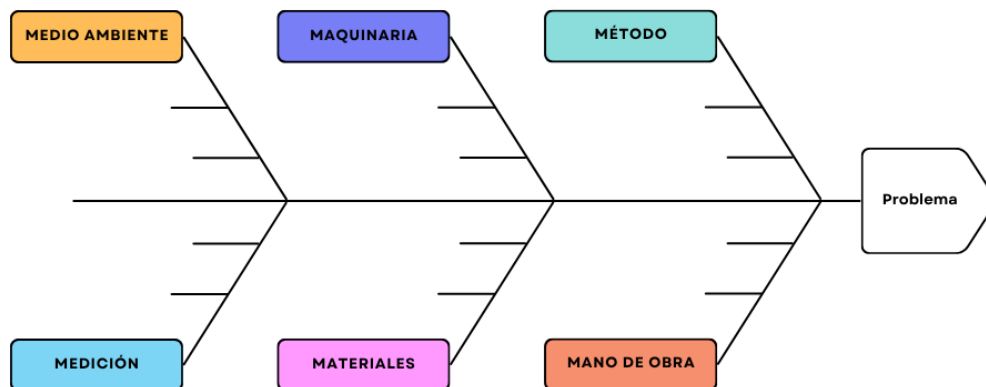 MEDIO AMBIENTE
MAQUINARIA
MÉTODO
Problema
MEDICIÓN
MATERIALES
MANO DE OBRA